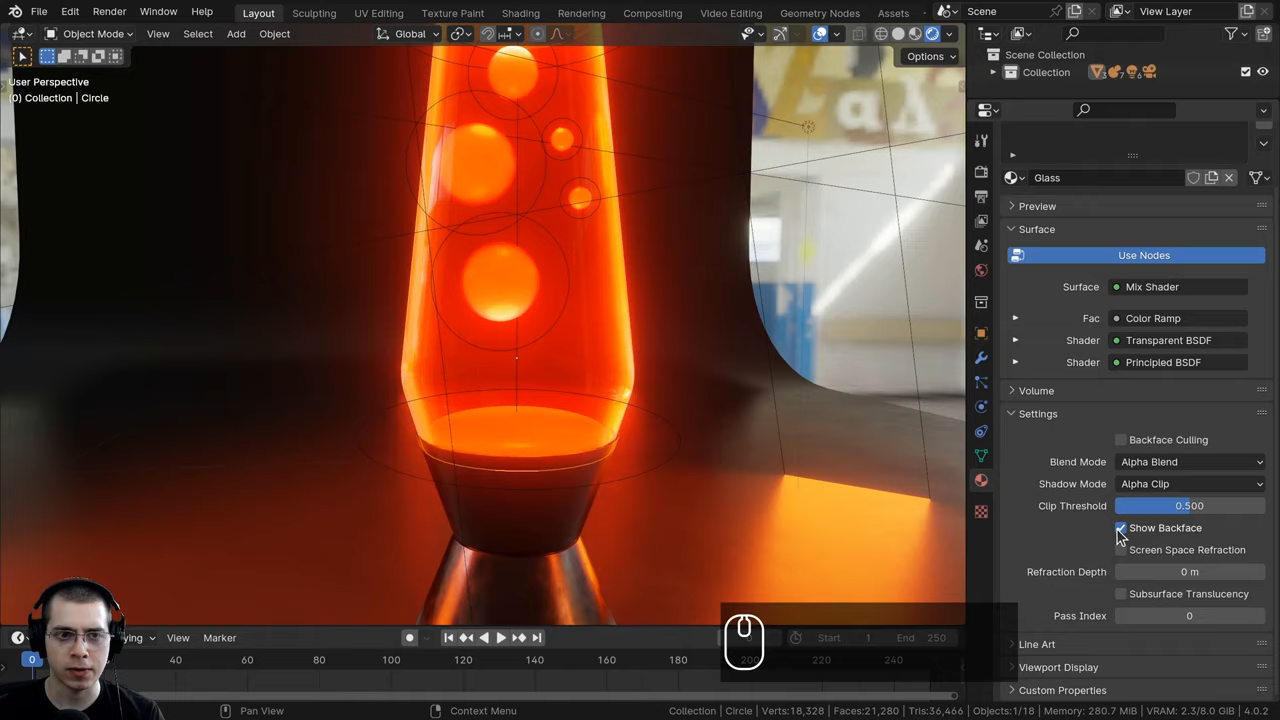 File Edit Render Window Help
Layout Sculpting UV Editing Texture Paint Shading Rendering Compositing Video Editing Geometry Nodes Assets
Scene View Layer
Object Mode View Select Add Object
Global
Options
User Perspective
(0) Collection | Circle
Scene Collection
Collection
Glass
Preview
Surface
Use Nodes
Surface Mix Shader
Fac Color Ramp
Shader Transparent BSDF
Shader Principled BSDF
Volume
Settings
Backface Culling
Blend Mode Alpha Blend
Shadow Mode Alpha Clip
Clip Threshold 0.500
Show Backface
Screen Space Refraction
Refraction Depth 0 m
Subsurface Translucency
Pass Index 0
Line Art
Viewport Display
Custom Properties
View Marker
Start 1 End 250
0 40 60 80 100 120 140 160 180 200 220 240
Pan View Context Menu
Collection | Circle Verts:18,328 Faces:21,280 Tris:36,466 Objects:1/18 Memory: 280.7 MiB VRAM: 2.3/8.0 GiB 4.0.2